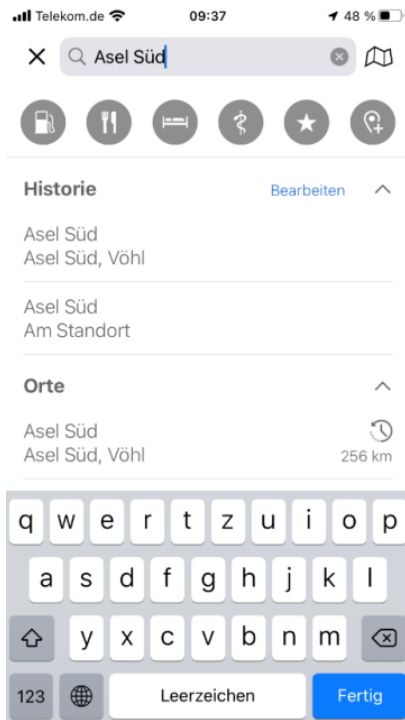 Telekom.de 09:37 48 %
Asel Süd
Historie Bearbeiten
Asel Süd
Asel Süd, Vöhl
Asel Süd
Am Standort
Orte
Asel Süd
Asel Süd, Vöhl 256 km
q w e r t z u i o p
a s d f g h j k l
y x c v b n m
123 Leerzeichen Fertig